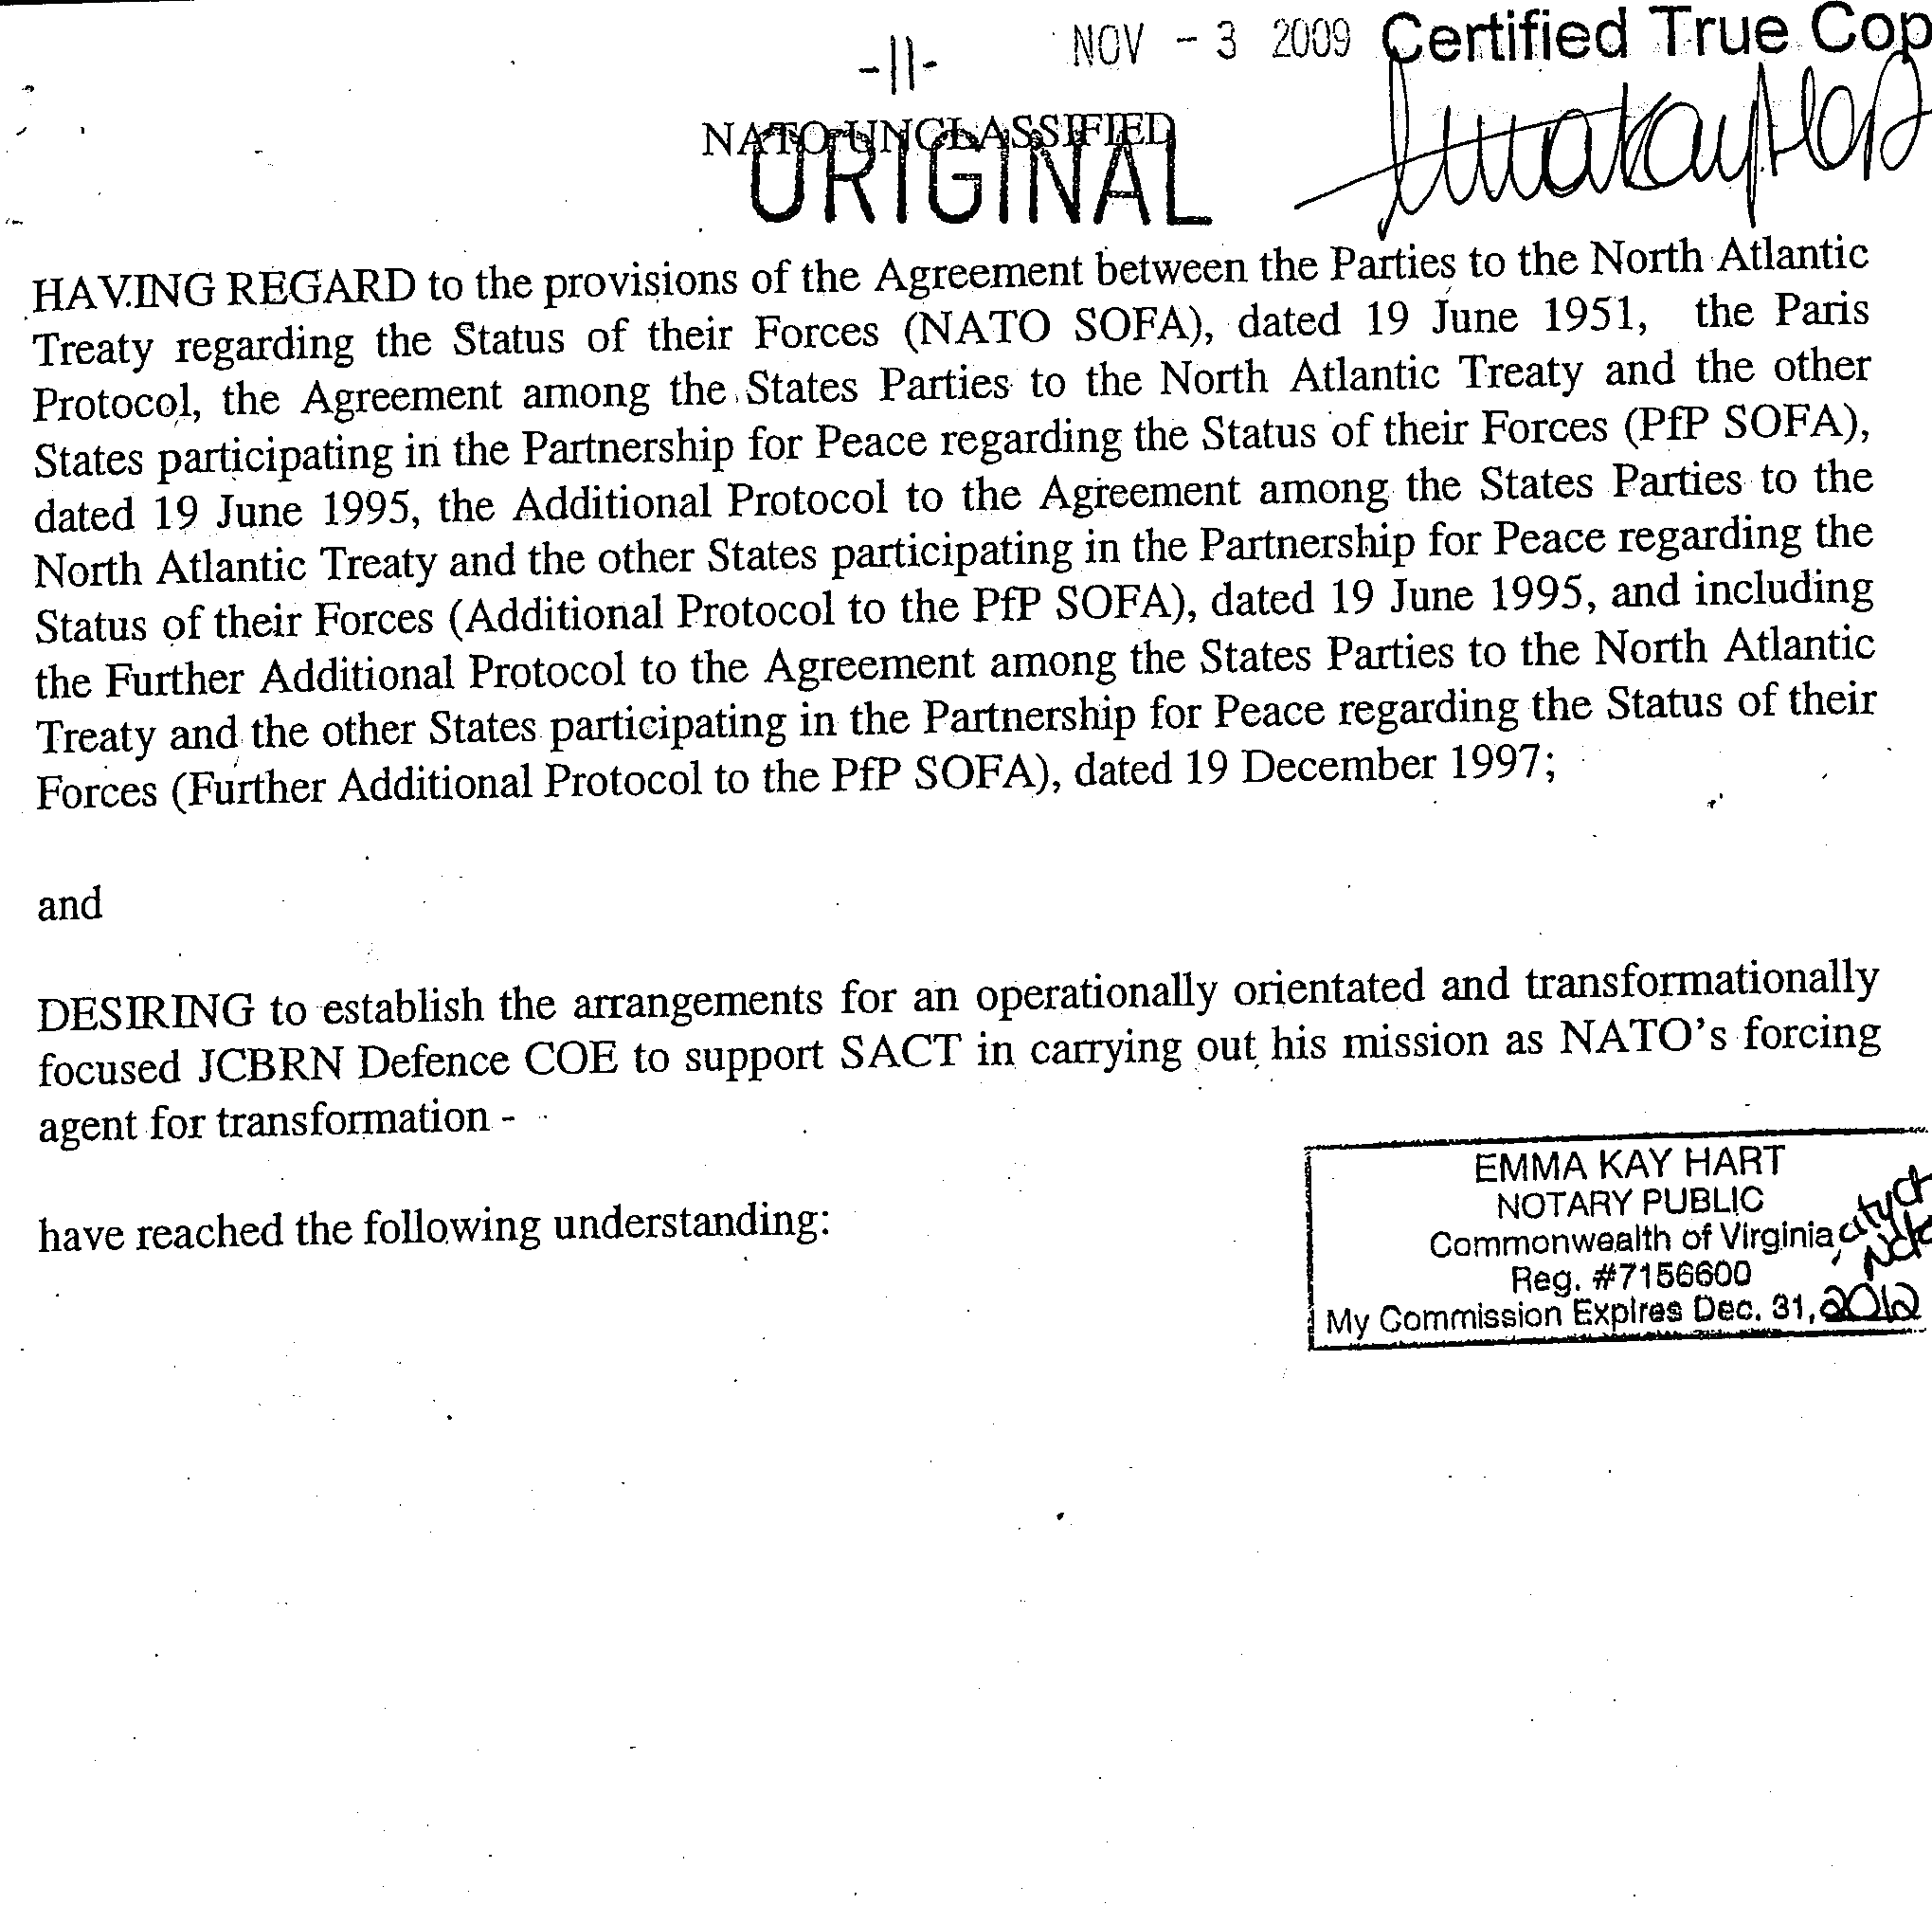 -11-
NOV - 3 2009 Certified True Cop
NATO UNCLASSIFIED
ORIGINAL
HAVING REGARD to the provisions of the Agreement between the Parties to the North Atlantic
Treaty regarding the Status of their Forces (NATO SOFA), dated 19 June 1951, the Paris
Protocol, the Agreement among the States Parties to the North Atlantic Treaty and the other
States participating in the Partnership for Peace regarding the Status of their Forces (PfP SOFA),
dated 19 June 1995, the Additional Protocol to the Agreement among the States Parties to the
North Atlantic Treaty and the other States participating in the Partnership for Peace regarding the
Status of their Forces (Additional Protocol to the PfP SOFA), dated 19 June 1995, and including
the Further Additional Protocol to the Agreement among the States Parties to the North Atlantic
Treaty and the other States participating in the Partnership for Peace regarding the Status of their
Forces (Further Additional Protocol to the PfP SOFA), dated 19 December 1997;
and
DESIRING to establish the arrangements for an operationally orientated and transformationally
focused JCBRN Defence COE to support SACT in carrying out his mission as NATO's forcing
agent for transformation -
have reached the following understanding:
EMMA KAY HART
NOTARY PUBLIC
Commonwealth of Virginia
Reg. #7156600
My Commission Expires Dec. 31, 2012